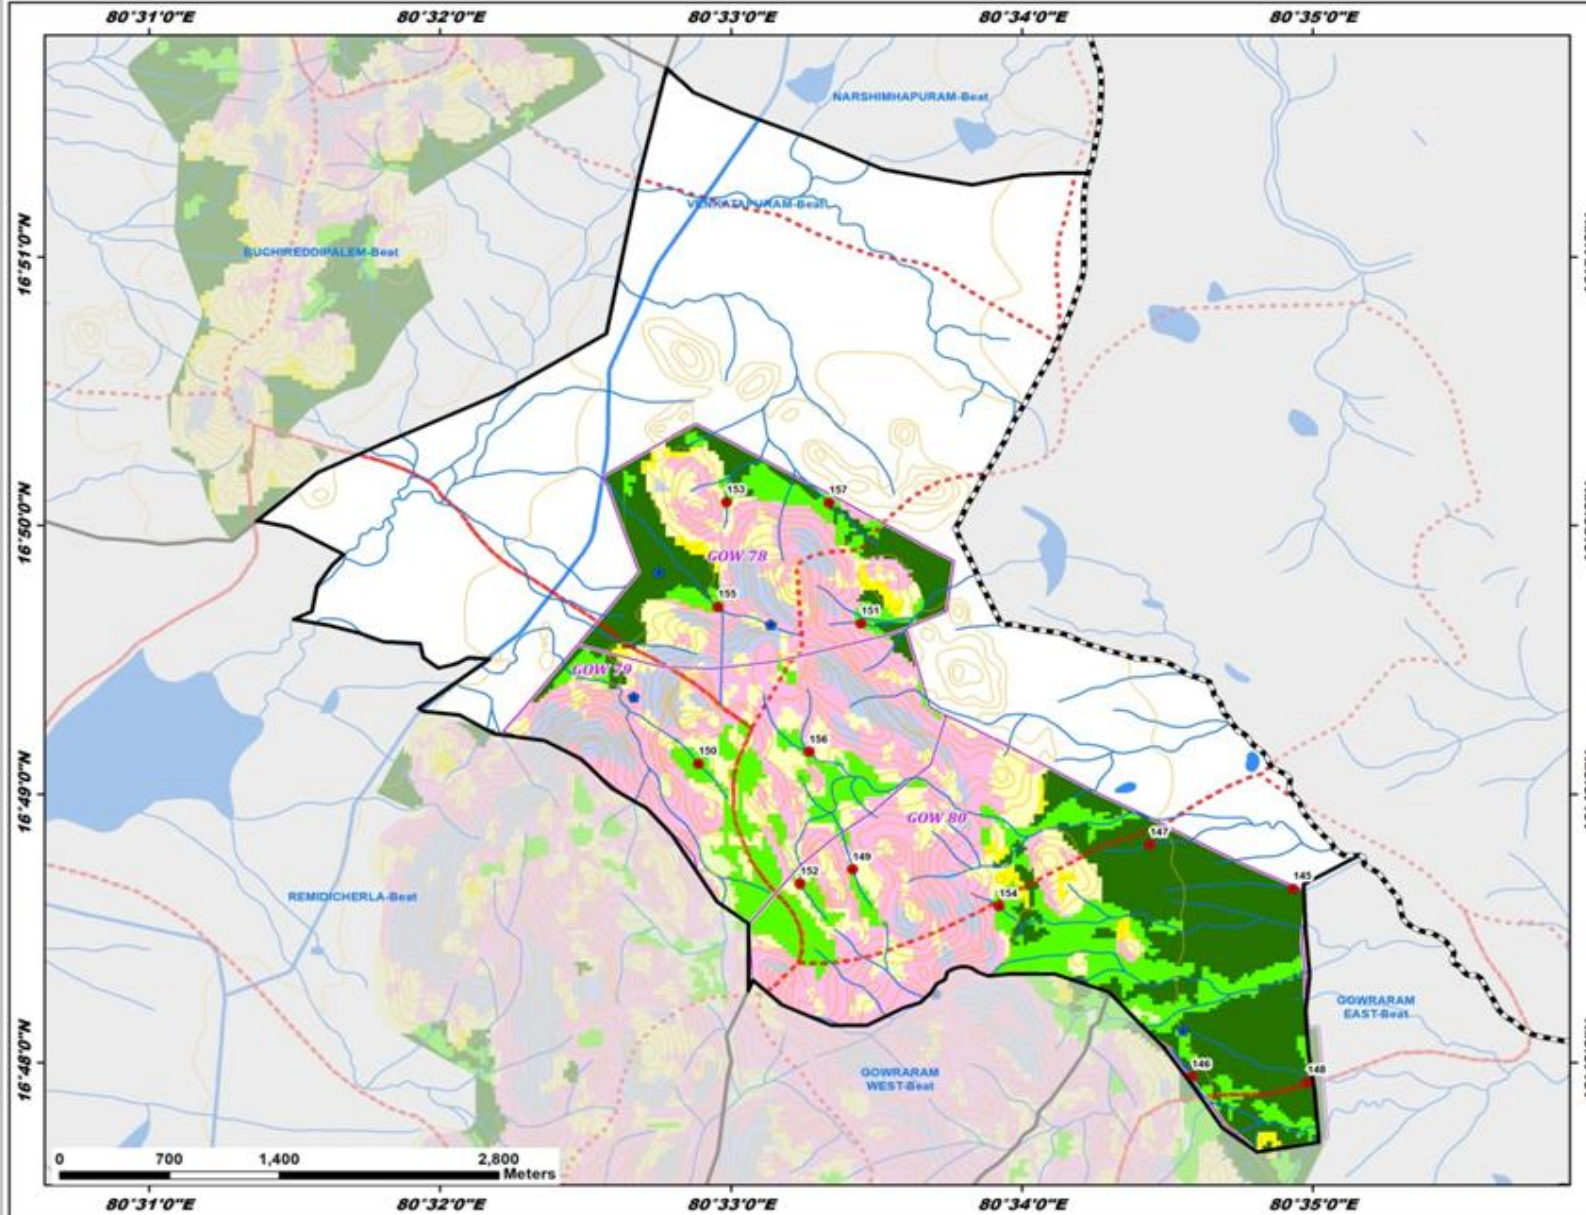 80°31'0"E 80°32'0"E 80°33'0"E 80°34'0"E 80°35'0"E
NARSHIMHAPURAM-Beat
VENKATAPURAM-Beat
BUCHIREDDIPALEM-Beat
16°51'0"N
153
157
16°50'0"N
GOW 78
155
151
GOW 79
156
150
16°49'0"N
GOW 80
147
149
152
145
154
REMIDICHERLA-Beat
GOWRARAM
EAST-Beat
16°48'0"N
146
148
GOWRARAM
WEST-Beat
0 700 1,400 2,800
Meters
80°31'0"E 80°32'0"E 80°33'0"E 80°34'0"E 80°35'0"E